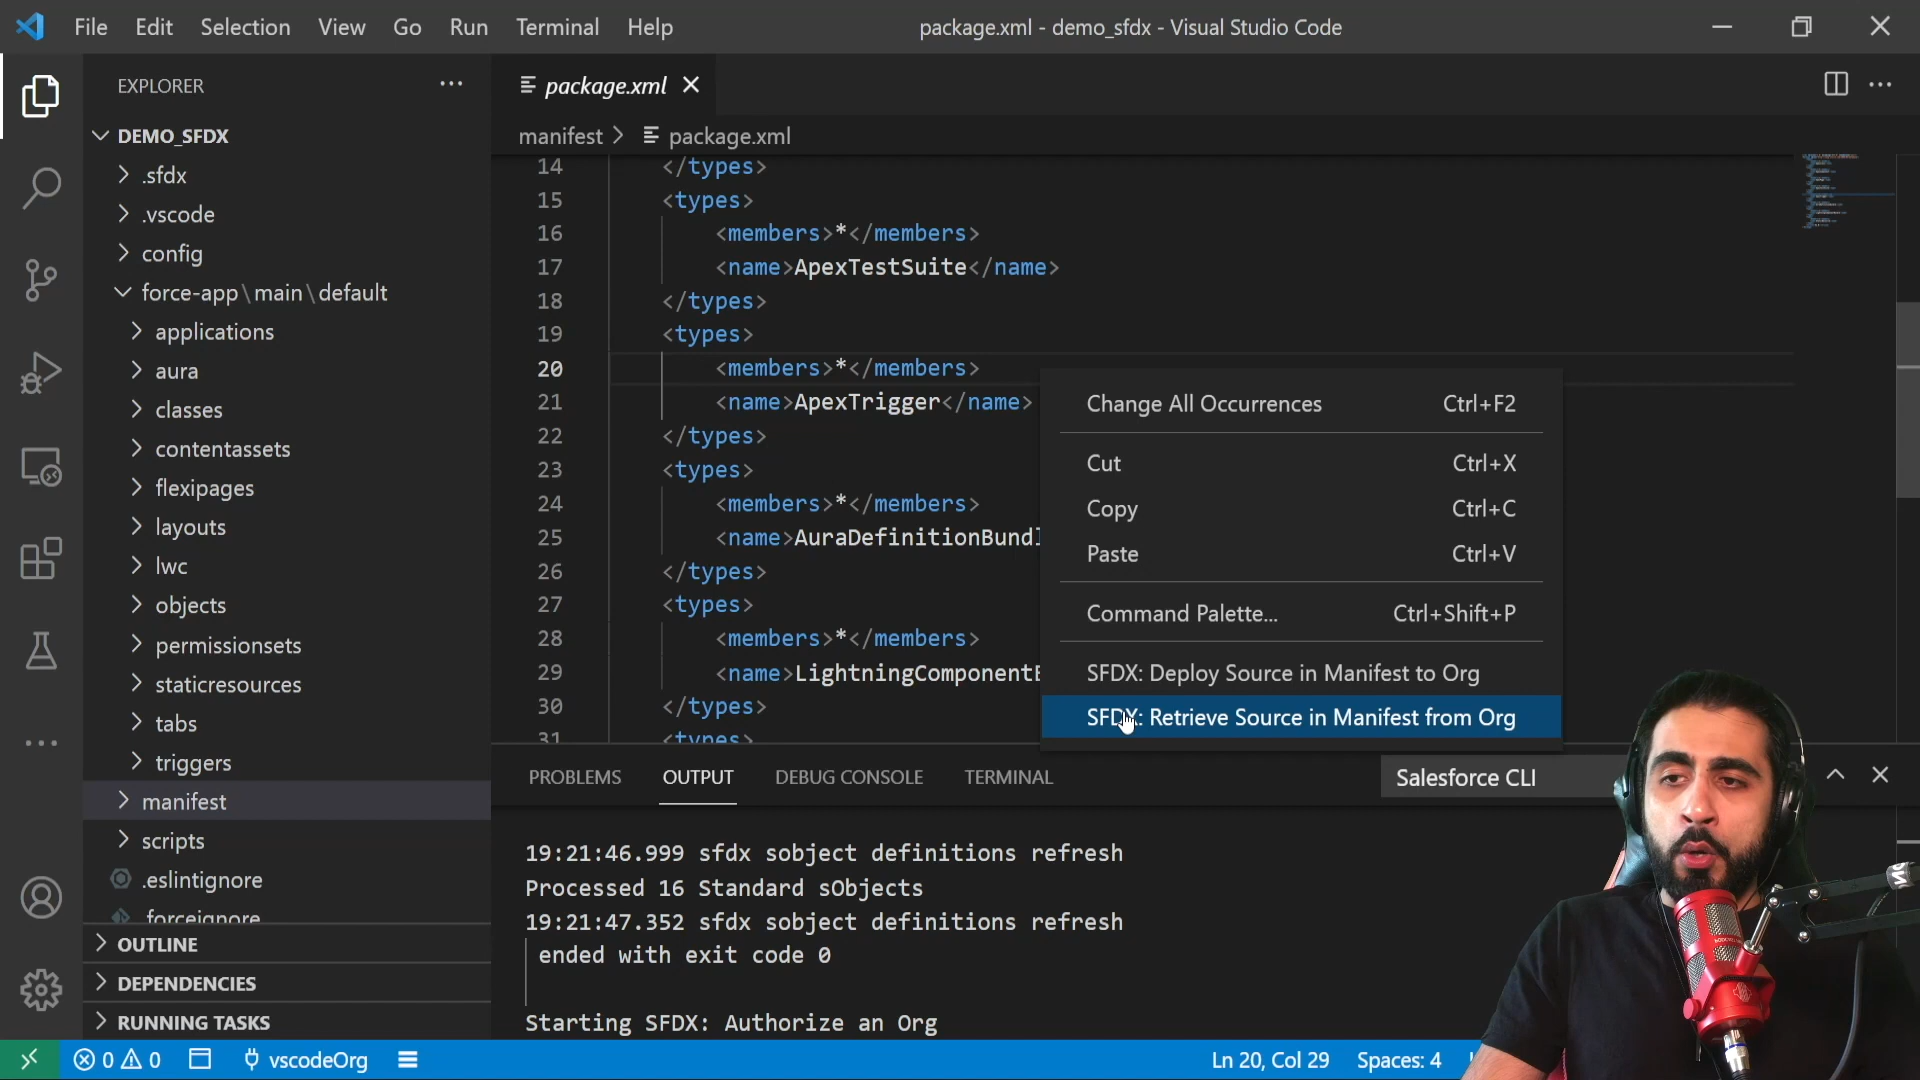 File Edit Selection View Go Run Terminal Help
package.xml - demo_sfdx - Visual Studio Code
EXPLORER
DEMO_SFDX
.sfdx
.vscode
config
force-app\main\default
applications
aura
classes
contentassets
flexipages
layouts
lwc
objects
permissionsets
staticresources
tabs
triggers
manifest
scripts
.eslintignore
.forceignore
OUTLINE
DEPENDENCIES
RUNNING TASKS
package.xml
manifest > package.xml
14 </types>
15 <types>
16 <members>*</members>
17 <name>ApexTestSuite</name>
18 </types>
19 <types>
20 <members>*</members>
21 <name>ApexTrigger</name>
22 </types>
23 <types>
24 <members>*</members>
25 <name>AuraDefinitionBundl
26 </types>
27 <types>
28 <members>*</members>
29 <name>LightningComponent
30 </types>
31 <types>
Change All Occurrences Ctrl+F2
Cut Ctrl+X
Copy Ctrl+C
Paste Ctrl+V
Command Palette... Ctrl+Shift+P
SFDX: Deploy Source in Manifest to Org
SFDX: Retrieve Source in Manifest from Org
PROBLEMS OUTPUT DEBUG CONSOLE TERMINAL
Salesforce CLI
19:21:46.999 sfdx sobject definitions refresh
Processed 16 Standard sObjects
19:21:47.352 sfdx sobject definitions refresh
ended with exit code 0
Starting SFDX: Authorize an Org
0 0 vscodeOrg Ln 20, Col 29 Spaces: 4